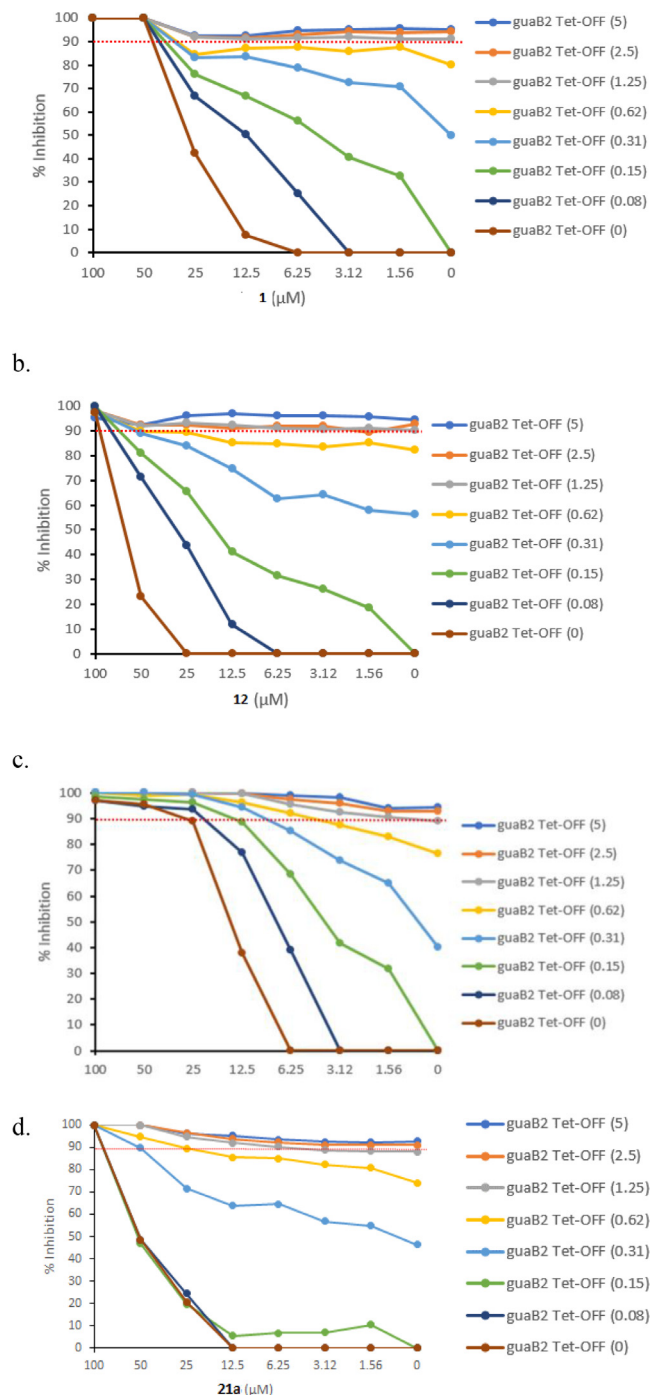 100
90
80
70
60
50
40
30
20
10
0
% Inhibition
100 50 25 12.5 6.25 3.12 1.56 0
1 (µM)
guaB2 Tet-OFF (5)
guaB2 Tet-OFF (2.5)
guaB2 Tet-OFF (1.25)
guaB2 Tet-OFF (0.62)
guaB2 Tet-OFF (0.31)
guaB2 Tet-OFF (0.15)
guaB2 Tet-OFF (0.08)
guaB2 Tet-OFF (0)
b.
100
90
80
70
60
50
40
30
20
10
0
% Inhibition
100 50 25 12.5 6.25 3.12 1.56 0
12 (µM)
guaB2 Tet-OFF (5)
guaB2 Tet-OFF (2.5)
guaB2 Tet-OFF (1.25)
guaB2 Tet-OFF (0.62)
guaB2 Tet-OFF (0.31)
guaB2 Tet-OFF (0.15)
guaB2 Tet-OFF (0.08)
guaB2 Tet-OFF (0)
c.
100
90
80
70
60
50
40
30
20
10
0
% Inhibition
100 50 25 12.5 6.25 3.12 1.56 0
guaB2 Tet-OFF (5)
guaB2 Tet-OFF (2.5)
guaB2 Tet-OFF (1.25)
guaB2 Tet-OFF (0.62)
guaB2 Tet-OFF (0.31)
guaB2 Tet-OFF (0.15)
guaB2 Tet-OFF (0.08)
guaB2 Tet-OFF (0)
d.
100
90
80
70
60
50
40
30
20
10
0
% Inhibition
100 50 25 12.5 6.25 3.12 1.56 0
21a (µM)
guaB2 Tet-OFF (5)
guaB2 Tet-OFF (2.5)
guaB2 Tet-OFF (1.25)
guaB2 Tet-OFF (0.62)
guaB2 Tet-OFF (0.31)
guaB2 Tet-OFF (0.15)
guaB2 Tet-OFF (0.08)
guaB2 Tet-OFF (0)